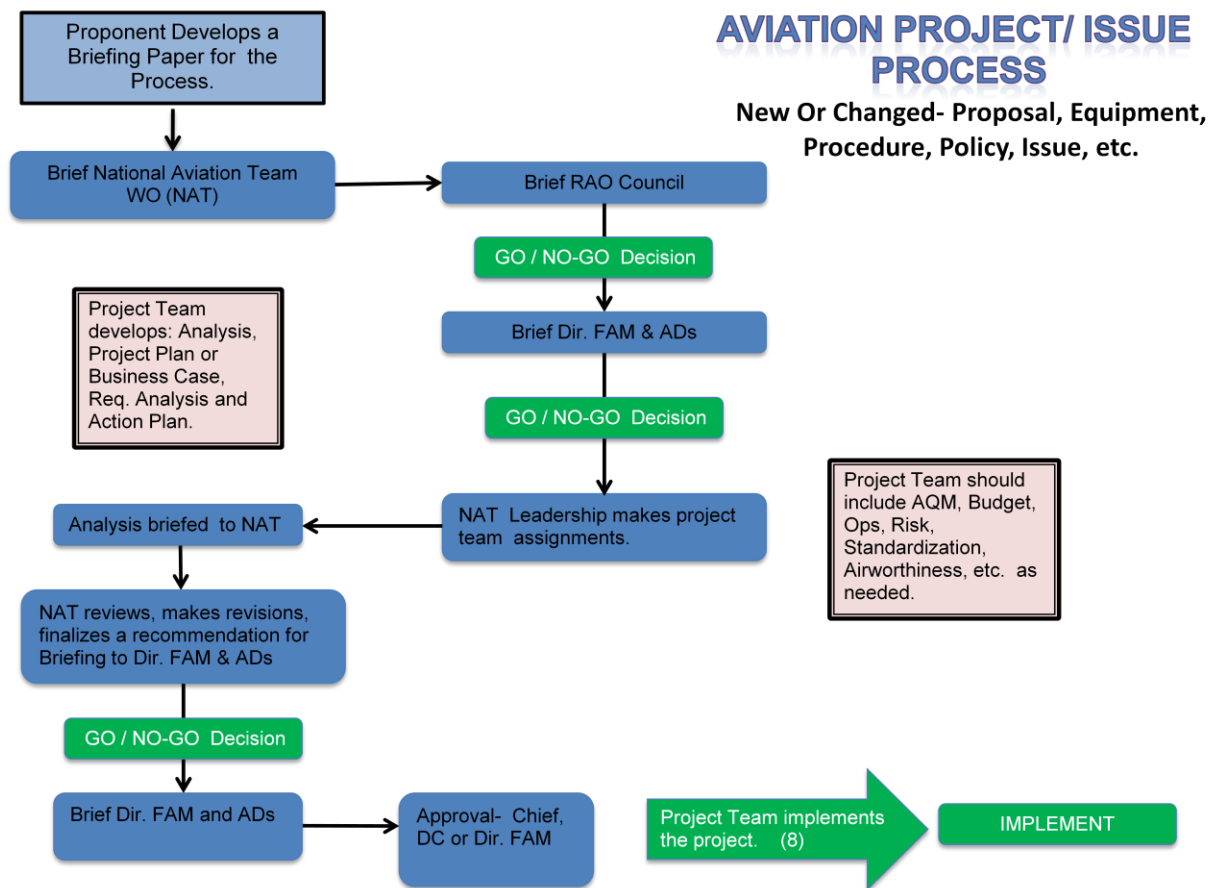 AVIATION PROJECT/ ISSUE
PROCESS
New Or Changed- Proposal, Equipment,
Procedure, Policy, Issue, etc.
Proponent Develops a
Briefing Paper for the
Process.
Brief National Aviation Team
WO (NAT)
Brief RAO Council
GO / NO-GO Decision
Brief Dir. FAM & ADs
GO / NO-GO Decision
Project Team
develops: Analysis,
Project Plan or
Business Case,
Req. Analysis and
Action Plan.
NAT Leadership makes project
team assignments.
Project Team should
include AQM, Budget,
Ops, Risk,
Standardization,
Airworthiness, etc. as
needed.
Analysis briefed to NAT
NAT reviews, makes revisions,
finalizes a recommendation for
Briefing to Dir. FAM & ADs
GO / NO-GO Decision
Brief Dir. FAM and ADs
Approval- Chief,
DC or Dir. FAM
Project Team implements
the project. (8)
IMPLEMENT